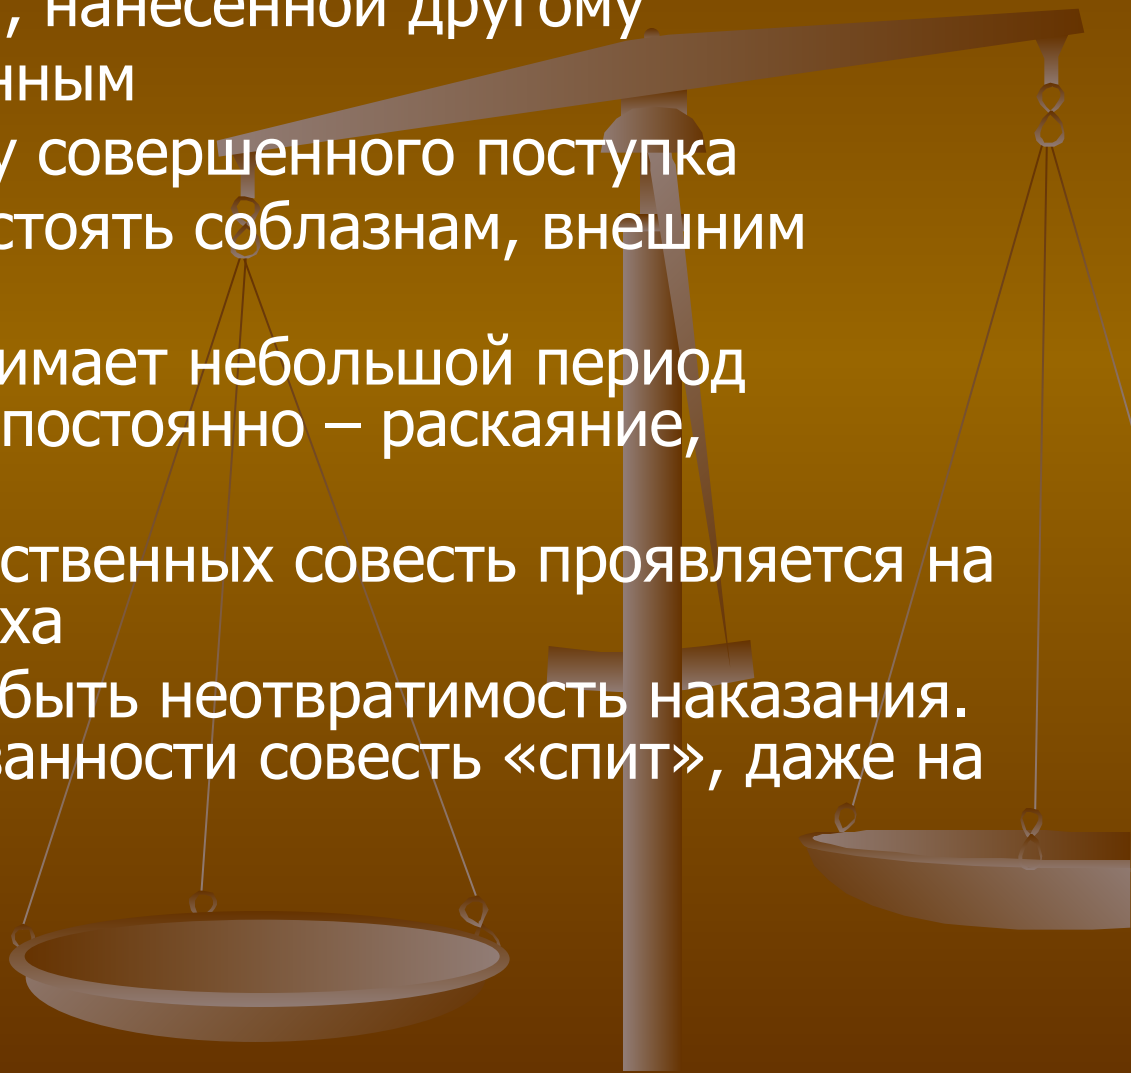 , нанесенной другому
нным
у совершенного поступка
стоять соблазнам, внешним
имает небольшой период
постоянно – раскаяние,
ственных совесть проявляется на
ха
быть неотвратимость наказания.
ванности совесть «спит», даже на